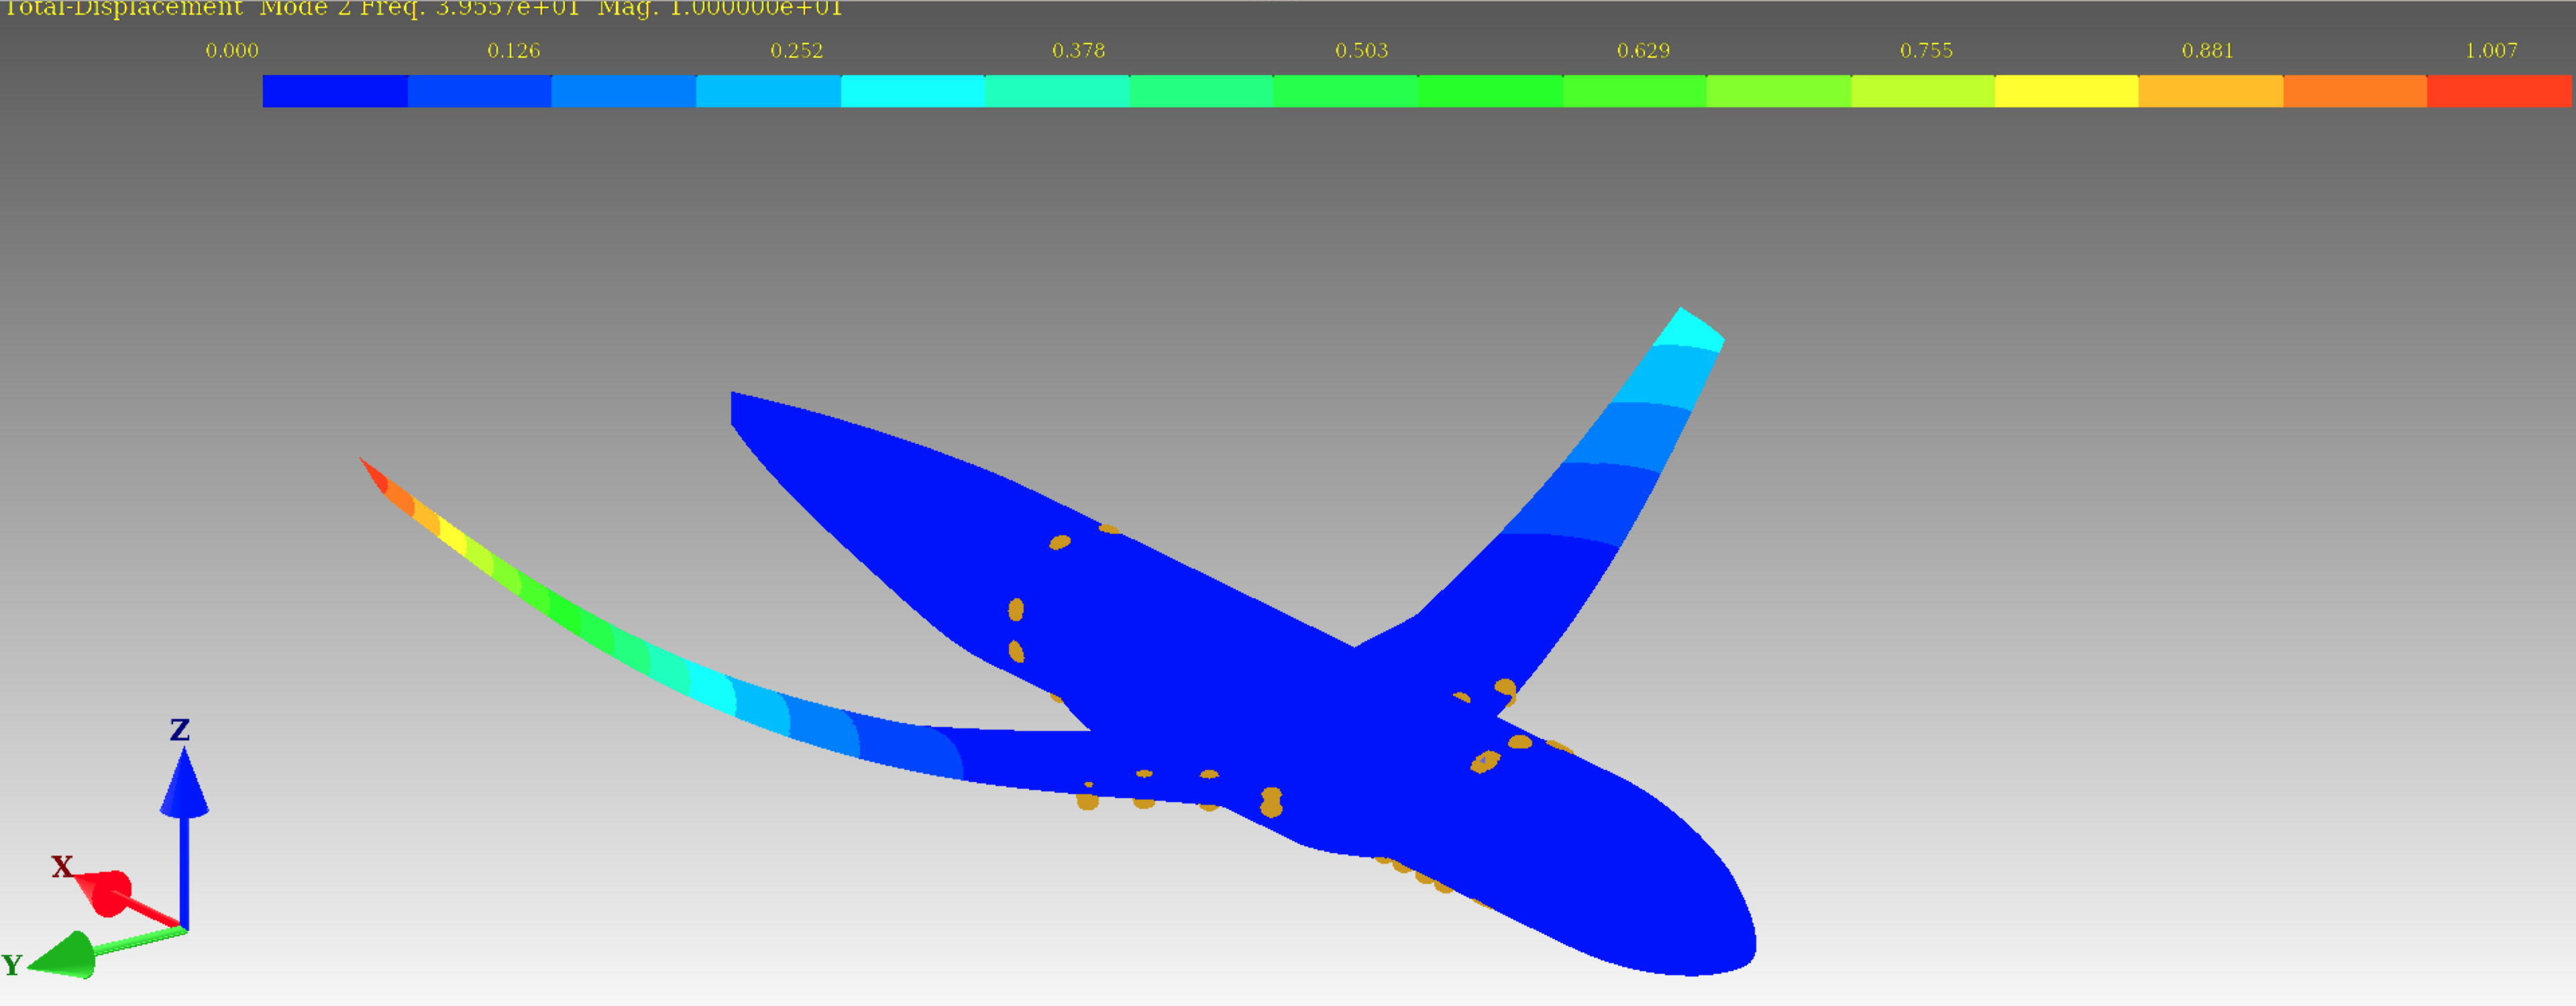 Total-Displacement Mode 2 Freq. 3.9557e+01 Mag. 1.000000e+01
0.000 0.126 0.252 0.378 0.503 0.629 0.755 0.881 1.007
Z
X
Y